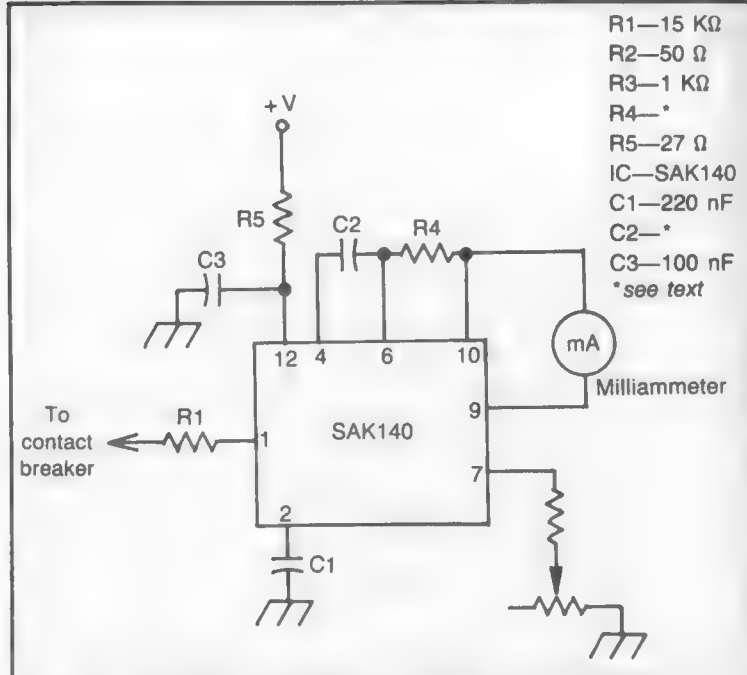 R1—15 KΩ
R2—50 Ω
R3—1 KΩ
R4—*
R5—27 Ω
IC—SAK140
C1—220 nF
C2—*
C3—100 nF
*see text
+ V
R5
C2
R4
C3
12
4
6
10
mA
Milliammeter
9
To
contact
breaker
R1
1
SAK140
7
2
C1